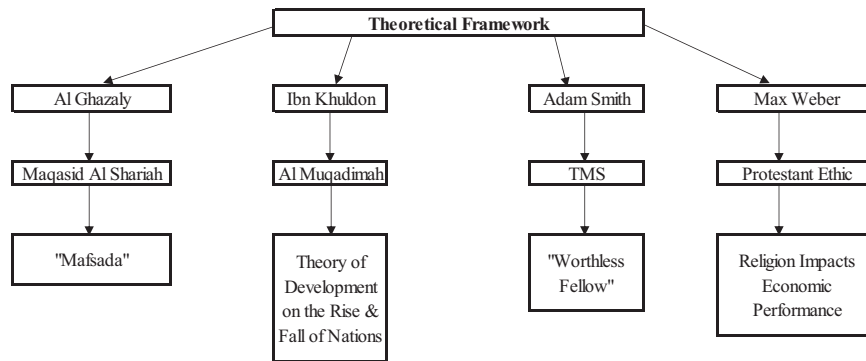 Theoretical Framework
Al Ghazaly
Ibn Khuldon
Adam Smith
Max Weber
Maqasid Al Shariah
Al Muqadimah
TMS
Protestant Ethic
"Mafsada"
Theory of
Development
on the Rise &
Fall of Nations
"Worthless
Fellow"
Religion Impacts
Economic
Performance